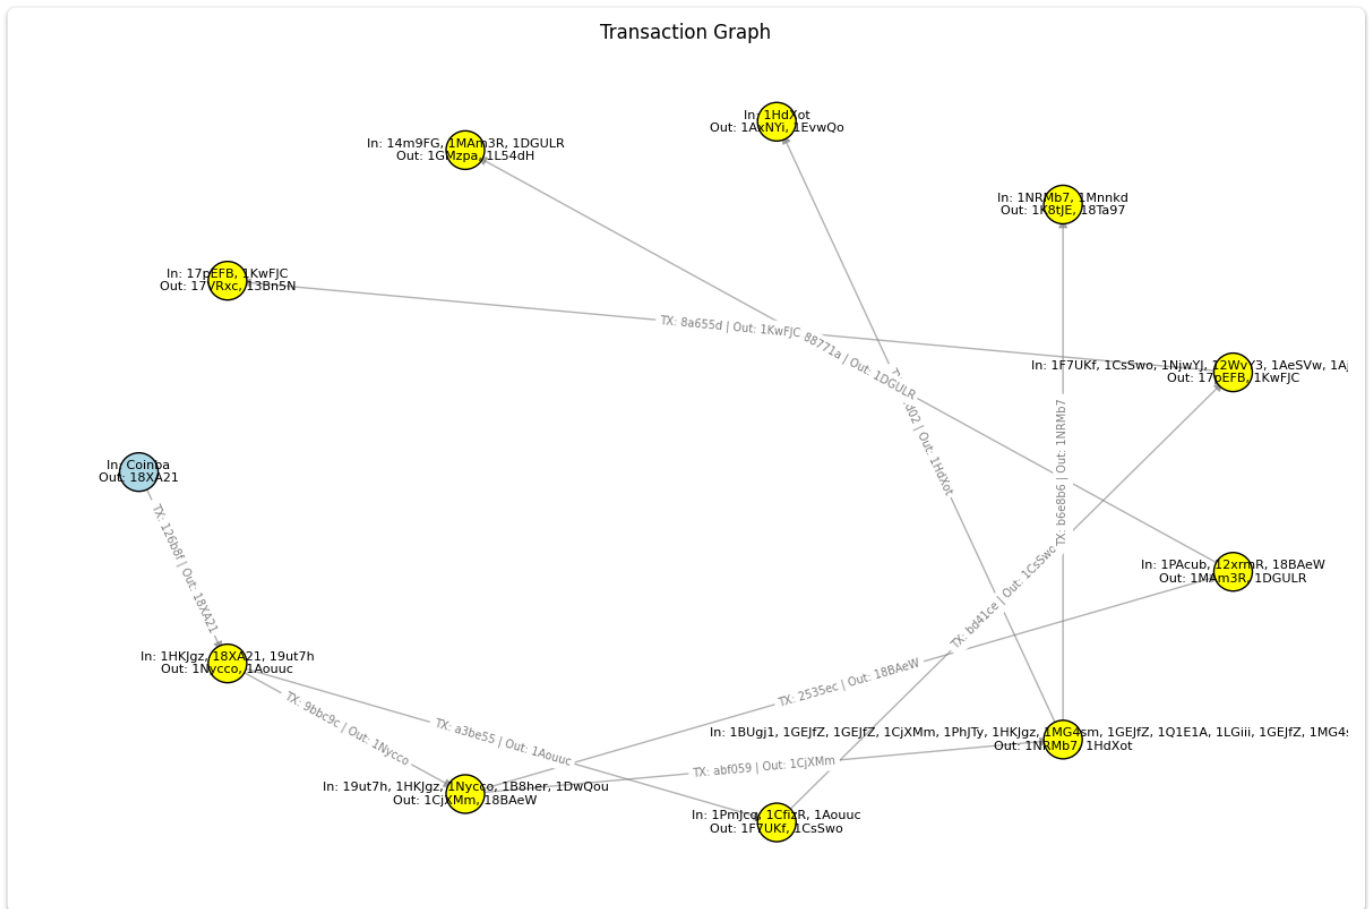 Transaction Graph
In: 1HdXot
Out: 1AxNYi, 1EvwQo
In: 14m9FG, 1MAm3R, 1DGULR
Out: 1GMzpa, 1L54dH
In: 1NRMb7, 1Mnnkd
Out: 1K8tJE, 18Ta97
In: 17pEFB, 1KwFJC
Out: 17VRxc, 13Bn5N
TX: 8a655d | Out: 1KwFJC
88771a | Out: 1DGULR
In: 1F7UKf, 1CsSwo, 1NjwYJ, 12WvY3, 1AeSVw, 1Aj
Out: 17pEFB, 1KwFJC
d02 | Out: 1HdXot
TX: b6e8b6 | Out: 1NRMb7
In: Coinba
Out: 18XA21
TX: 126b8f | Out: 18XA21
TX: bd41ce | Out: 1CsSwo
In: 1PAcub, 12xrmR, 18BAeW
Out: 1MAm3R, 1DGULR
In: 1HKJgz, 18XA21, 19ut7h
Out: 1Nycco, 1Aouuc
TX: 2535ec | Out: 18BAeW
TX: 9bbc9c | Out: 1Nycco
TX: a3be55 | Out: 1Aouuc
In: 1BUgj1, 1GEJfZ, 1GEJfZ, 1CjXMm, 1PhJTy, 1HKJgz, 1MG4sm, 1GEJfZ, 1Q1E1A, 1LGiii, 1GEJfZ, 1MG4s
Out: 1NRMb7, 1HdXot
TX: abf059 | Out: 1CjXMm
In: 19ut7h, 1HKJgz, 1Nycco, 1B8her, 1DwQou
Out: 1CjXMm, 18BAeW
In: 1PmJcq, 1CfizR, 1Aouuc
Out: 1F7UKf, 1CsSwo